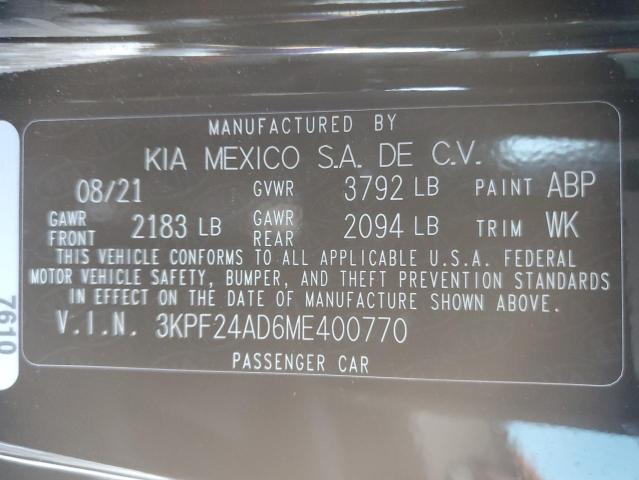 MANUFACTURED BY
KIA MEXICO S.A. DE C.V.
08/21 GVWR 3792 LB PAINT ABP
GAWR FRONT 2183 LB GAWR REAR 2094 LB TRIM WK
THIS VEHICLE CONFORMS TO ALL APPLICABLE U.S.A. FEDERAL
MOTOR VEHICLE SAFETY, BUMPER, AND THEFT PREVENTION STANDARDS
IN EFFECT ON THE DATE OF MANUFACTURE SHOWN ABOVE.
V.I.N. 3KPF24AD6ME400770
PASSENGER CAR
7610